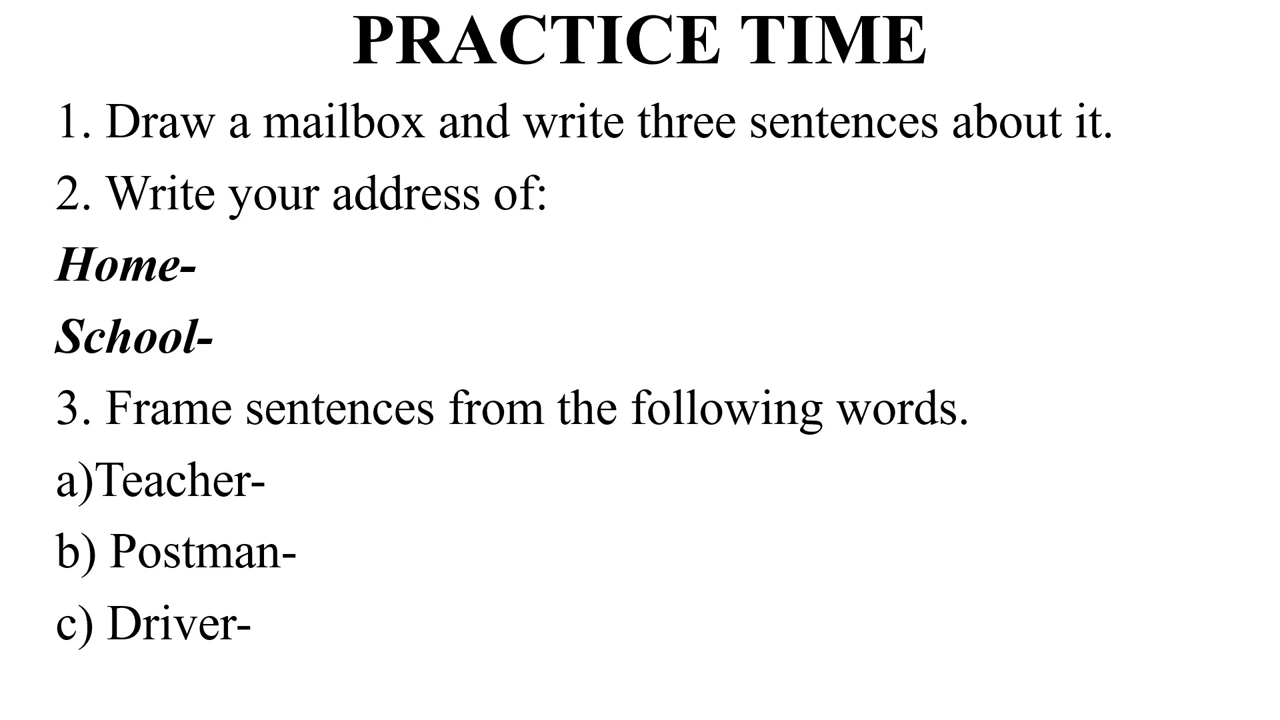 PRACTICE TIME
1. Draw a mailbox and write three sentences about it.
2. Write your address of:
Home-
School-
3. Frame sentences from the following words.
a)Teacher-
b) Postman-
c) Driver-